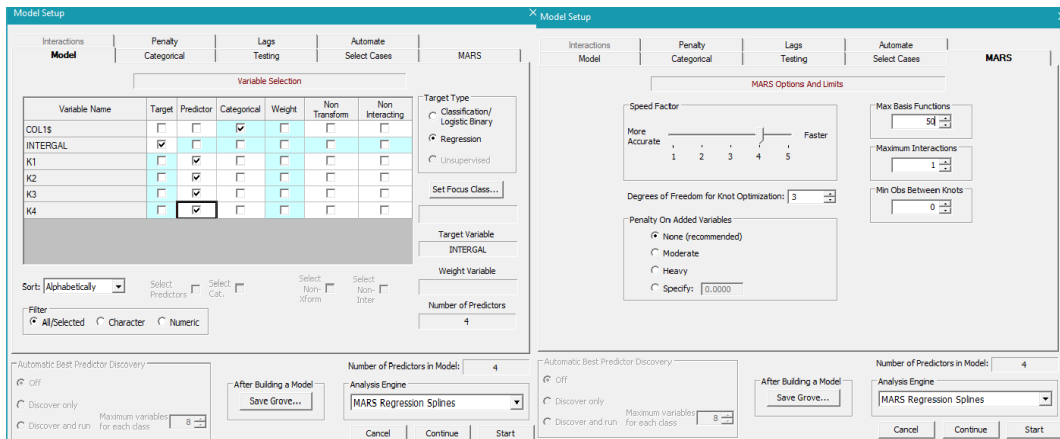 Model Setup
Interactions Penalty Lags Automate
Model Categorical Testing Select Cases MARS
Variable Selection
Variable Name Target Predictor Categorical Weight Non Transform Non Interacting
COL1$
INTERGAL
K1
K2
K3
K4
Target Type
Classification/
Logistic Binary
Regression
Unsupervised
Set Focus Class...
Target Variable
INTERGAL
Weight Variable
Number of Predictors
4
Sort: Alphabetically
Select Predictors
Select Cat.
Select Non-Xform
Select Non-Inter
Filter
All/Selected Character Numeric
Automatic Best Predictor Discovery
Off
Discover only
Discover and run
Maximum variables for each class 8
After Building a Model
Save Grove...
Number of Predictors in Model: 4
Analysis Engine
MARS Regression Splines
Cancel Continue Start
Model Setup
Interactions Penalty Lags Automate
Model Categorical Testing Select Cases MARS
MARS Options And Limits
Speed Factor
More Accurate
Faster
1 2 3 4 5
Degrees of Freedom for Knot Optimization: 3
Penalty On Added Variables
None (recommended)
Moderate
Heavy
Specify: 0.0000
Max Basis Functions
50
Maximum Interactions
1
Min Obs Between Knots
0
Automatic Best Predictor Discovery
Off
Discover only
Discover and run
Maximum variables for each class 8
After Building a Model
Save Grove...
Number of Predictors in Model: 4
Analysis Engine
MARS Regression Splines
Cancel Continue Start